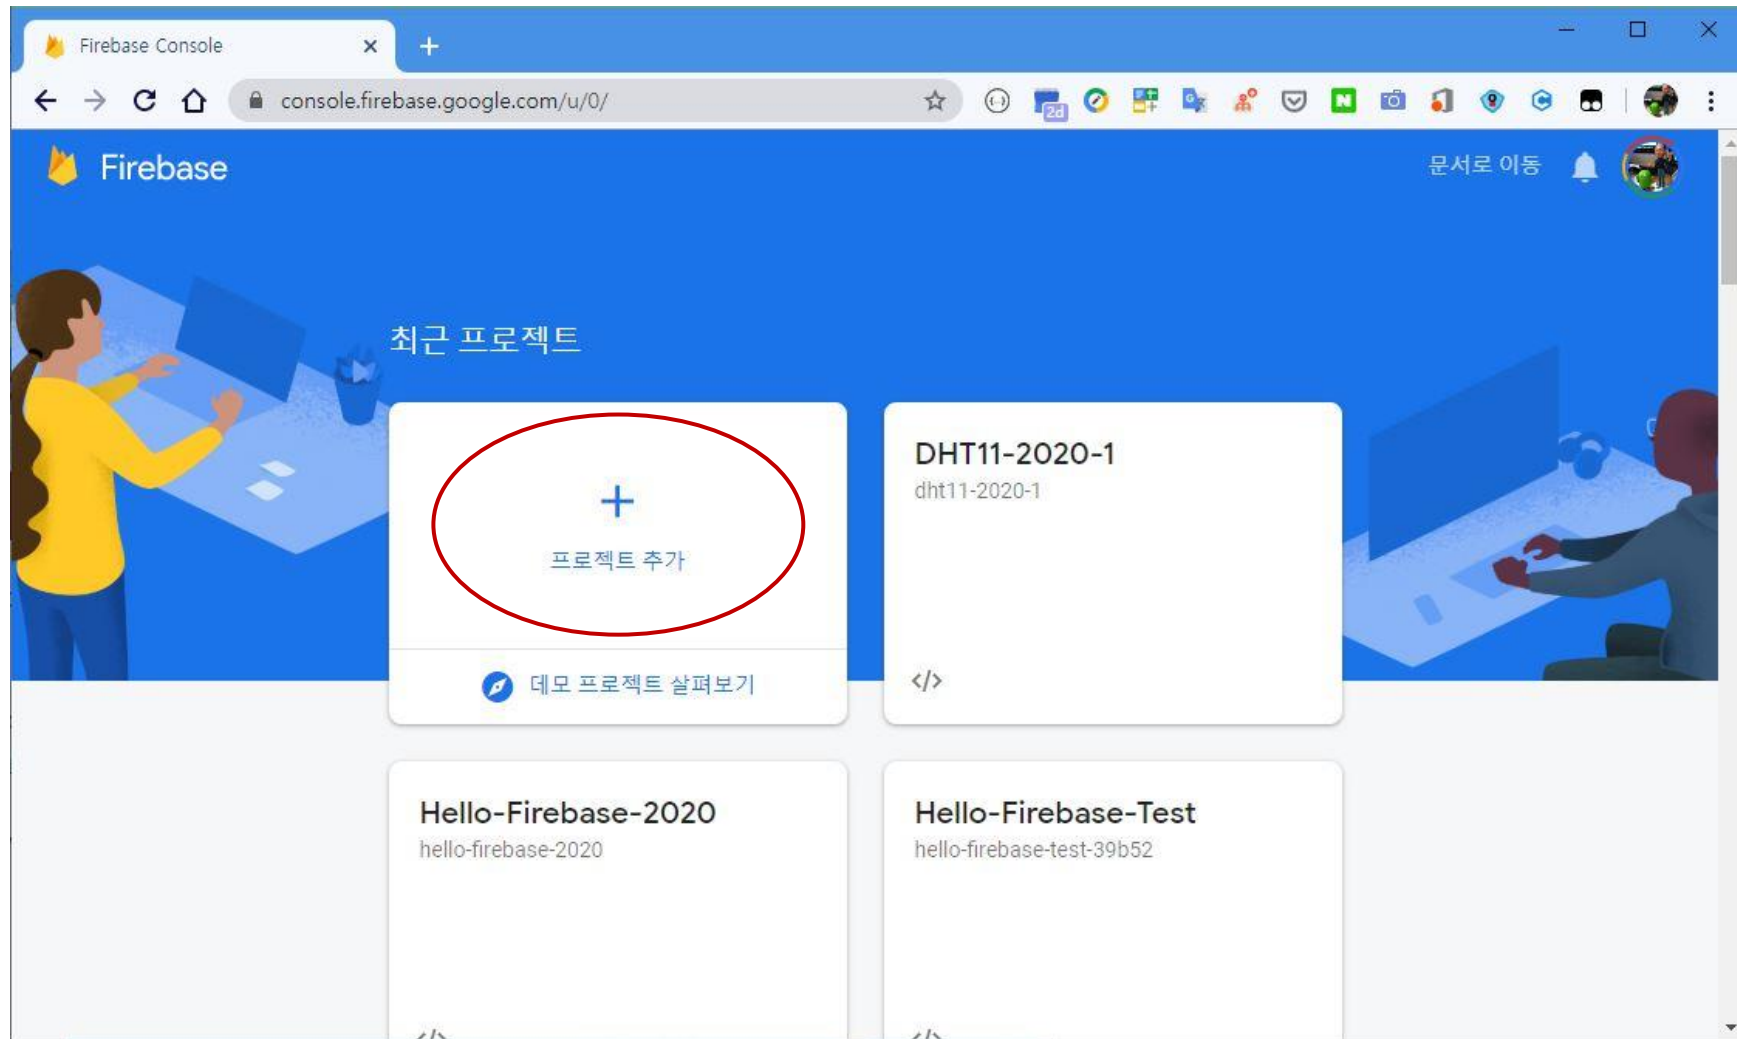 Firebase Console
console.firebase.google.com/u/0/
2d
Firebase
문서로 이동
최근 프로젝트
프로젝트 추가
데모 프로젝트 살펴보기
DHT11-2020-1
dht11-2020-1
</>
Hello-Firebase-2020
hello-firebase-2020
Hello-Firebase-Test
hello-firebase-test-39b52